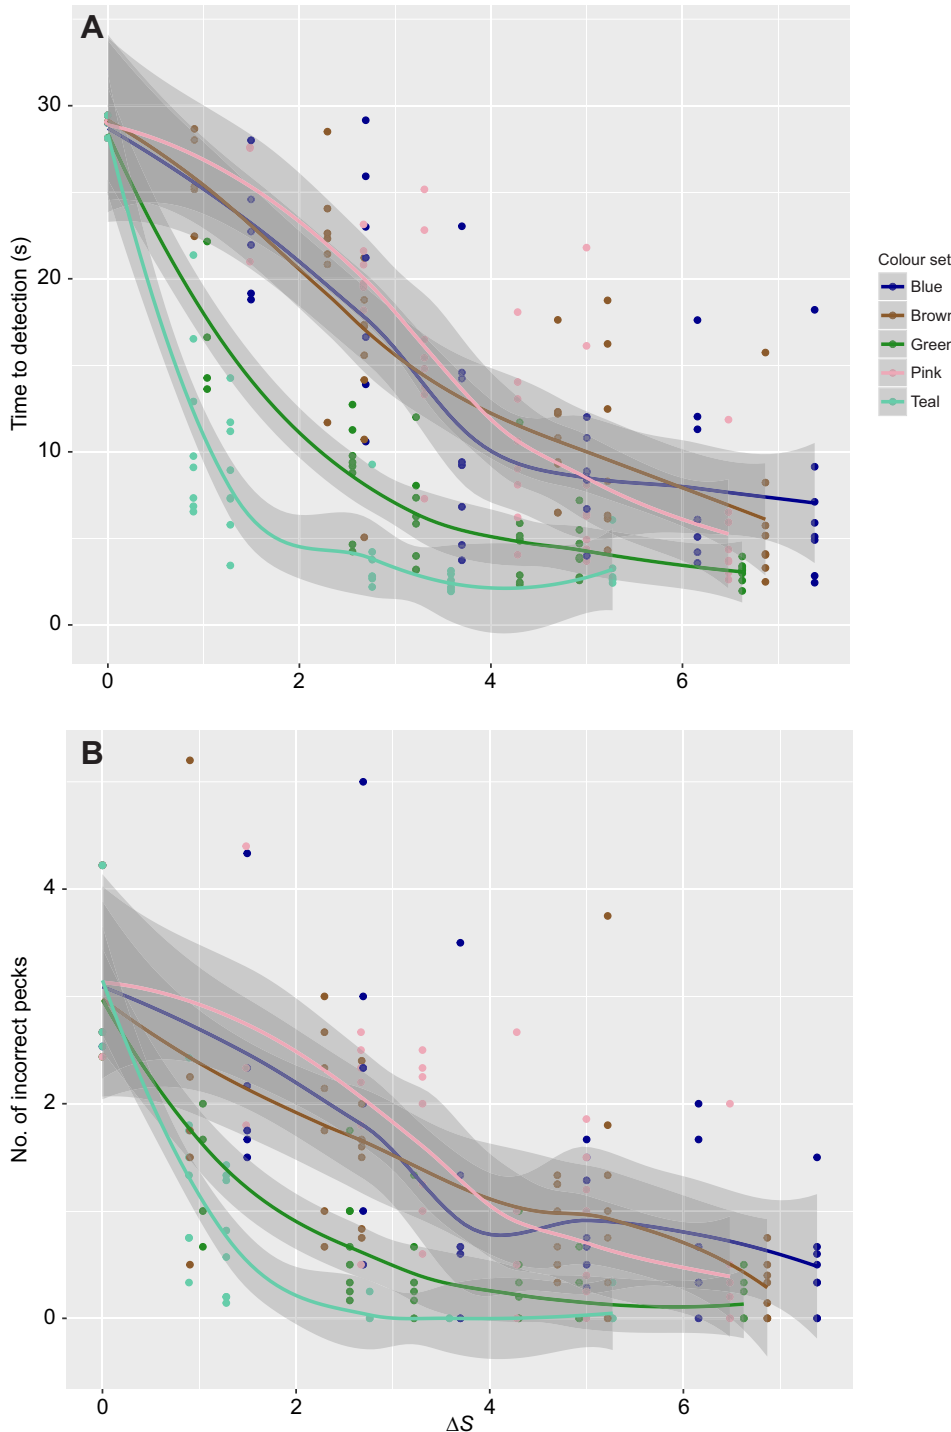 A
30
20
10
0
Time to detection (s)
0 2 4 6
Colour set
Blue
Brown
Green
Pink
Teal
B
4
2
0
No. of incorrect pecks
0 2 4 6
ΔS